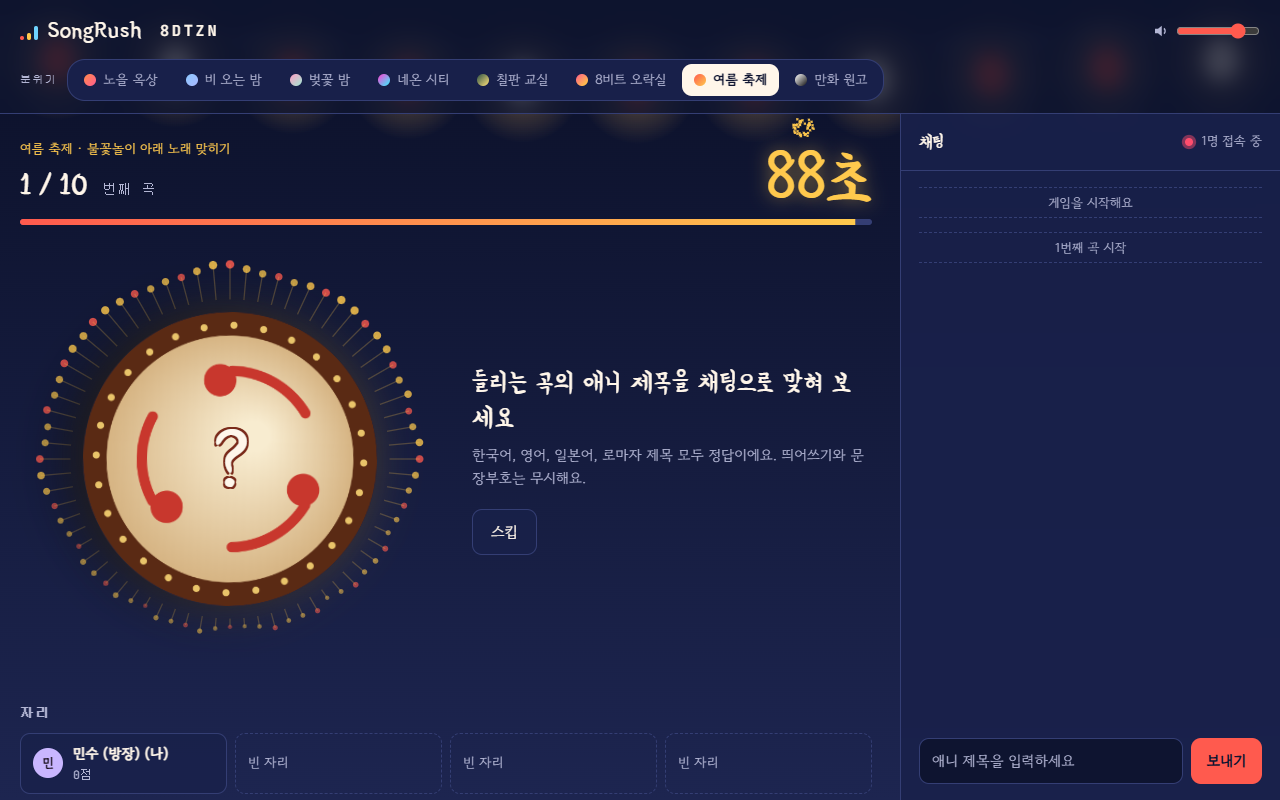 SongRush 8DTZN
분위기 노을 옥상 비 오는 밤 벚꽃 밤 네온 시티 칠판 교실 8비트 오락실 여름 축제 만화 원고
여름 축제 · 불꽃놀이 아래 노래 맞히기
1 / 10 번째 곡
88초
?
들리는 곡의 애니 제목을 채팅으로 맞혀 보
세요
한국어, 영어, 일본어, 로마자 제목 모두 정답이에요. 띄어쓰기와 문
장부호는 무시해요.
스킵
자리
민 민수 (방장) (나)
0점
빈 자리 빈 자리 빈 자리
채팅 1명 접속 중
게임을 시작해요
1번째 곡 시작
애니 제목을 입력하세요 보내기